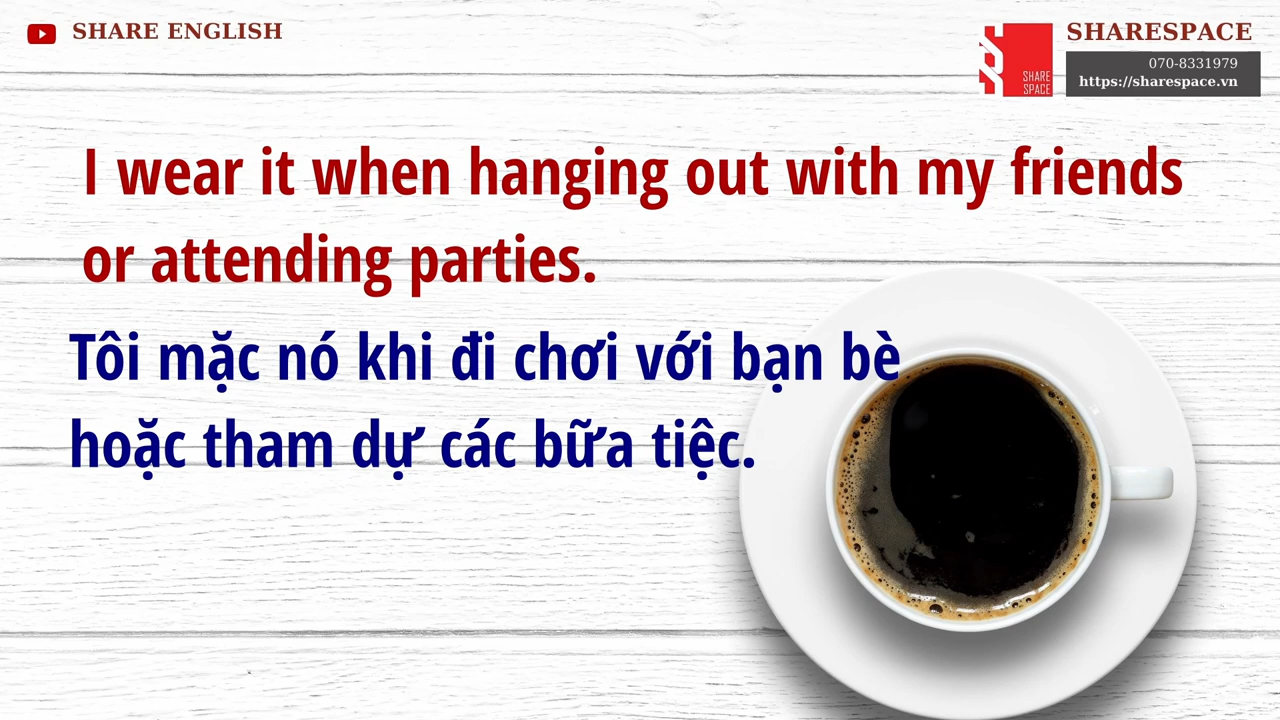 SHARE ENGLISH
SHARESPACE
070-8331979
https://sharespace.vn
SHARE
SPACE
I wear it when hanging out with my friends
or attending parties.
Tôi mặc nó khi đi chơi với bạn bè
hoặc tham dự các bữa tiệc.